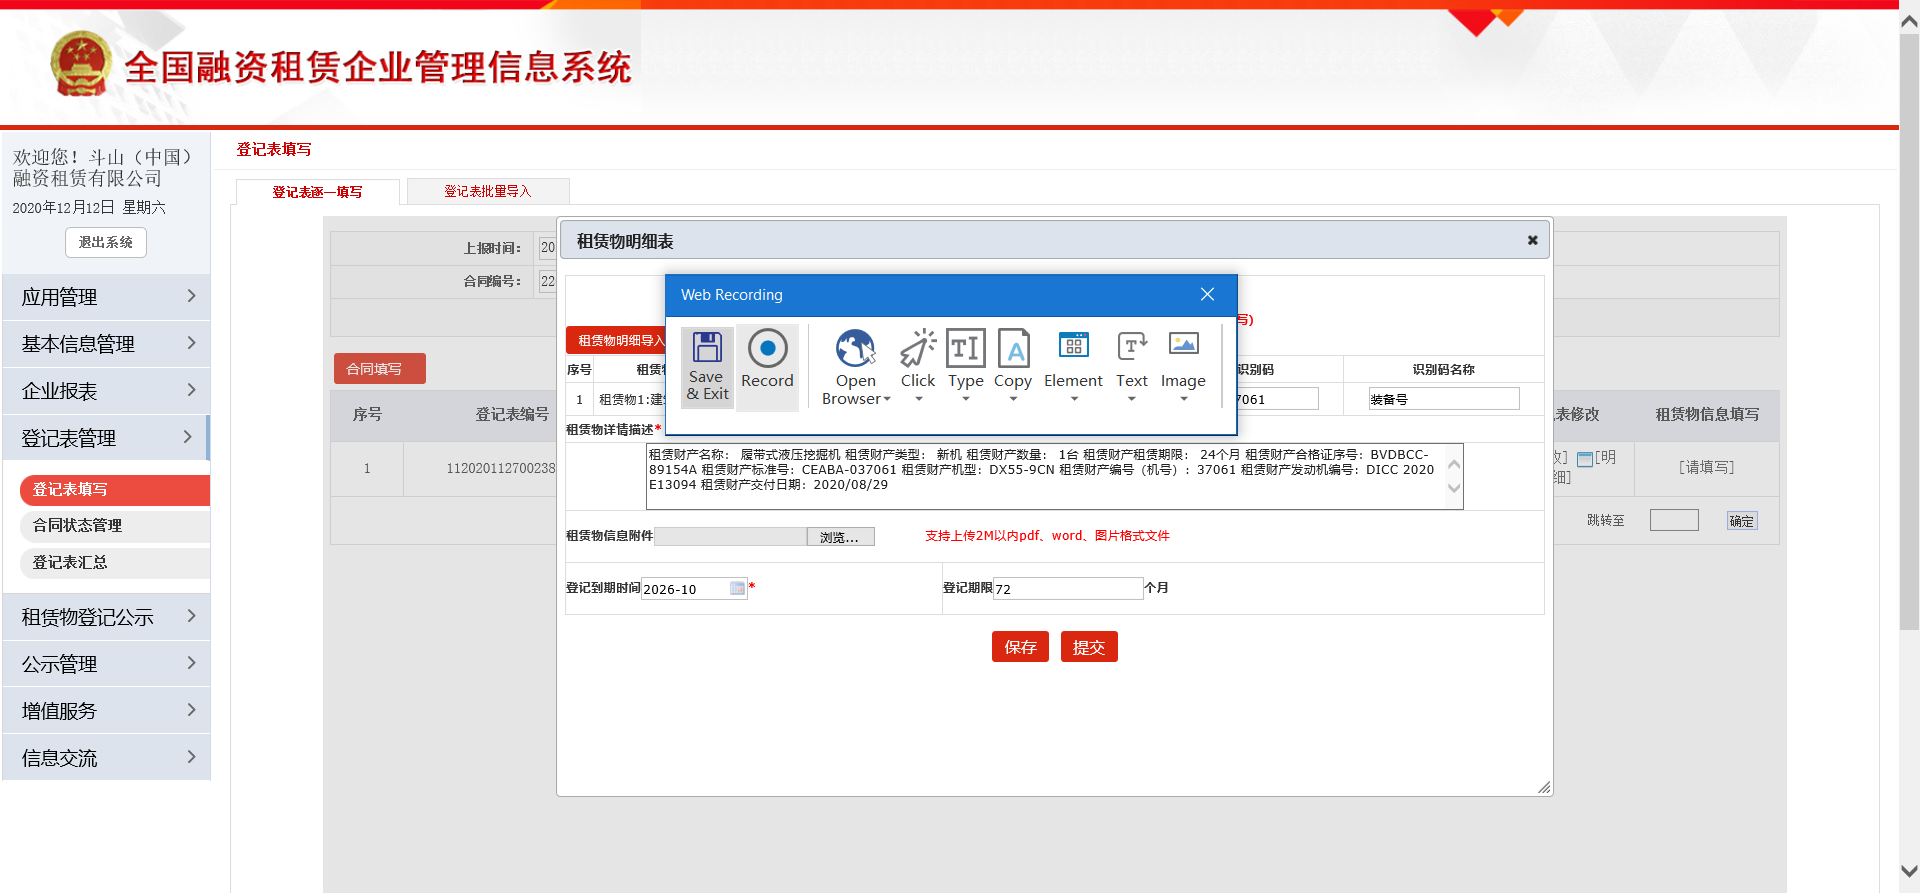 全国融资租赁企业管理信息系统
欢迎您！斗山（中国）
融资租赁有限公司
2020年12月12日 星期六
退出系统
应用管理
基本信息管理
企业报表
登记表管理
登记表填写
合同状态管理
登记表汇总
租赁物登记公示
公示管理
增值服务
信息交流
登记表填写
登记表逐一填写
登记表批量导入
上报时间： 20
合同编号： 22
合同填写
序号 登记表编号
1 112020112700238
表修改 租赁物信息填写
改] [明
细] [请填写]
跳转至 确定
租赁物明细表
写)
租赁物明细导入
序号 租赁 识别码 识别码名称
1 租赁物1:建 7061 装备号
租赁物详情描述*
租赁财产名称： 履带式液压挖掘机 租赁财产类型： 新机 租赁财产数量： 1台 租赁财产租赁期限： 24个月 租赁财产合格证序号：BVDBCC-
89154A 租赁财产标准号：CEABA-037061 租赁财产机型：DX55-9CN 租赁财产编号（机号）：37061 租赁财产发动机编号：DICC 2020
E13094 租赁财产交付日期：2020/08/29
租赁物信息附件 浏览... 支持上传2M以内pdf、word、图片格式文件
登记到期时间 2026-10 * 登记期限 72 个月
保存 提交
Web Recording
Save
& Exit
Record
Open
Browser
Click
Type
Copy
Element
Text
Image